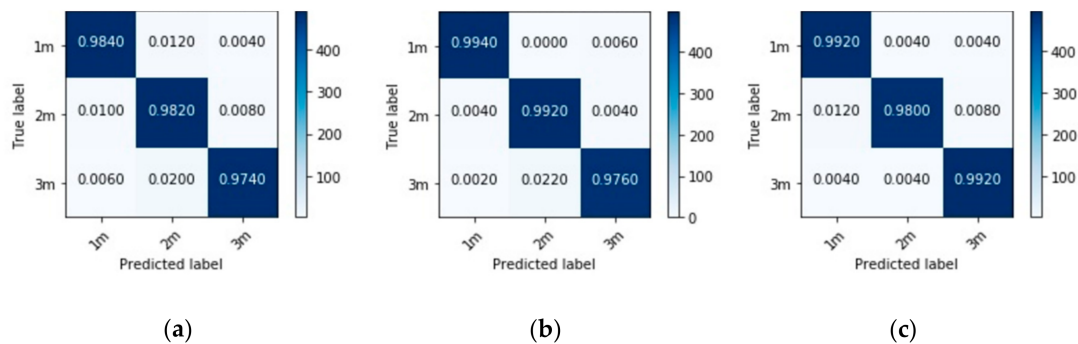 True label
1m 0.9840 0.0120 0.0040
2m 0.0100 0.9820 0.0080
3m 0.0060 0.0200 0.9740
1m 2m 3m
Predicted label
400
300
200
100
(a)
True label
1m 0.9940 0.0000 0.0060
2m 0.0040 0.9920 0.0040
3m 0.0020 0.0220 0.9760
1m 2m 3m
Predicted label
400
300
200
100
0
(b)
True label
1m 0.9920 0.0040 0.0040
2m 0.0120 0.9800 0.0080
3m 0.0040 0.0040 0.9920
1m 2m 3m
Predicted label
400
300
200
100
(c)